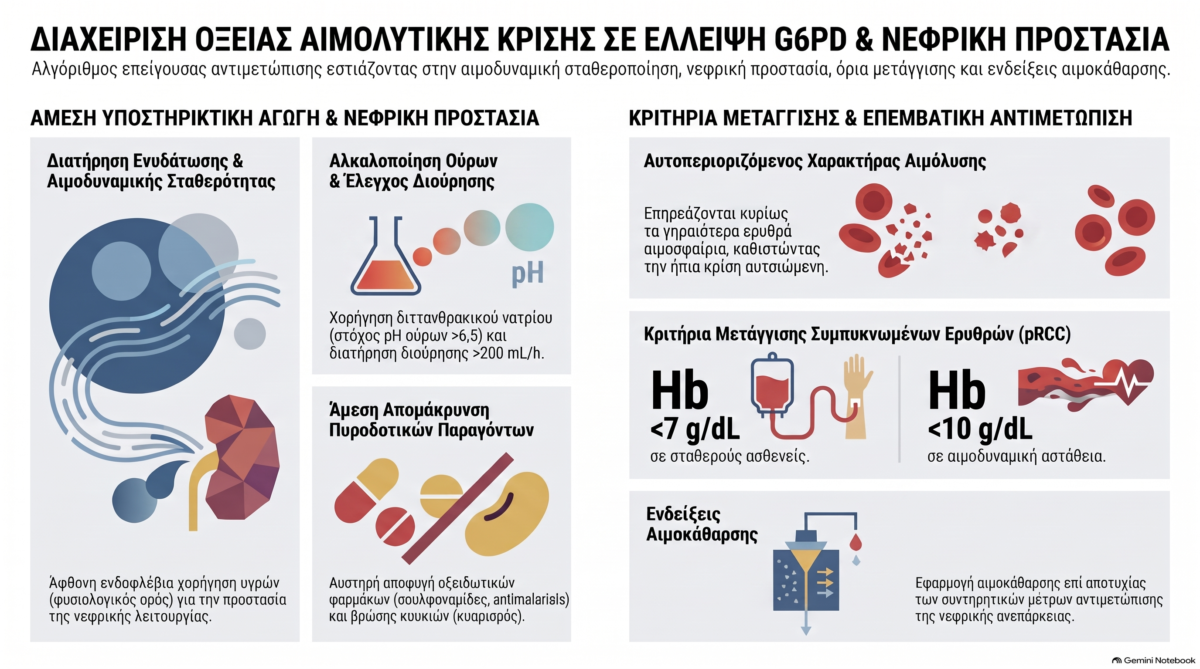 ΔΙΑΧΕΙΡΙΣΗ ΟΞΕΙΑΣ ΑΙΜΟΛΥΤΙΚΗΣ ΚΡΙΣΗΣ ΣΕ ΕΛΛΕΙΨΗ G6PD & ΝΕΦΡΙΚΗ ΠΡΟΣΤΑΣΙΑ
Αλγόριθμος επείγουσας αντιμετώπισης εστιάζοντας στην αιμοδυναμική σταθεροποίηση, νεφρική προστασία, όρια μετάγγισης και ενδείξεις αιμοκάθαρσης.
ΑΜΕΣΗ ΥΠΟΣΤΗΡΙΚΤΙΚΗ ΑΓΩΓΗ & ΝΕΦΡΙΚΗ ΠΡΟΣΤΑΣΙΑ
Διατήρηση Ενυδάτωσης &
Αιμοδυναμικής Σταθερότητας
Άφθονη ενδοφλέβια χορήγηση υγρών
(φυσιολογικός ορός) για την προστασία
της νεφρικής λειτουργίας.
Αλκαλοποίηση Ούρων
& Έλεγχος Διούρησης
pH
Χορήγηση διττανθρακικού νατρίου
(στόχος pH ούρων >6,5) και
διατήρηση διούρησης >200 mL/h.
Άμεση Απομάκρυνση
Πυροδοτικών Παραγόντων
Αυστηρή αποφυγή οξειδωτικών
φαρμάκων (σουλφοναμίδες, antimalarisls)
και βρώσης κυυκιών (κυαρισρός).
ΚΡΙΤΗΡΙΑ ΜΕΤΑΓΓΙΣΗΣ & ΕΠΕΜΒΑΤΙΚΗ ΑΝΤΙΜΕΤΩΠΙΣΗ
Αυτοπεριοριζόμενος Χαρακτήρας Αιμόλυσης
Επηρεάζονται κυρίως
τα γηραιότερα ερυθρά
αιμοσφαίρια, καθιστώντας
την ήπια κρίση αυτσιώμενη.
Κριτήρια Μετάγγισης Συμπυκνωμένων Ερυθρών (pRCC)
Hb
<7 g/dL
σε σταθερούς ασθενείς.
Hb
<10 g/dL
σε αιμοδυναμική αστάθεια.
Ενδείξεις
Αιμοκάθαρσης
Εφαρμογή αιμοκάθαρσης επί αποτυχίας
των συντηρητικών μέτρων αντιμετώπισης
της νεφρικής ανεπάρκειας.
Gemini Notebook